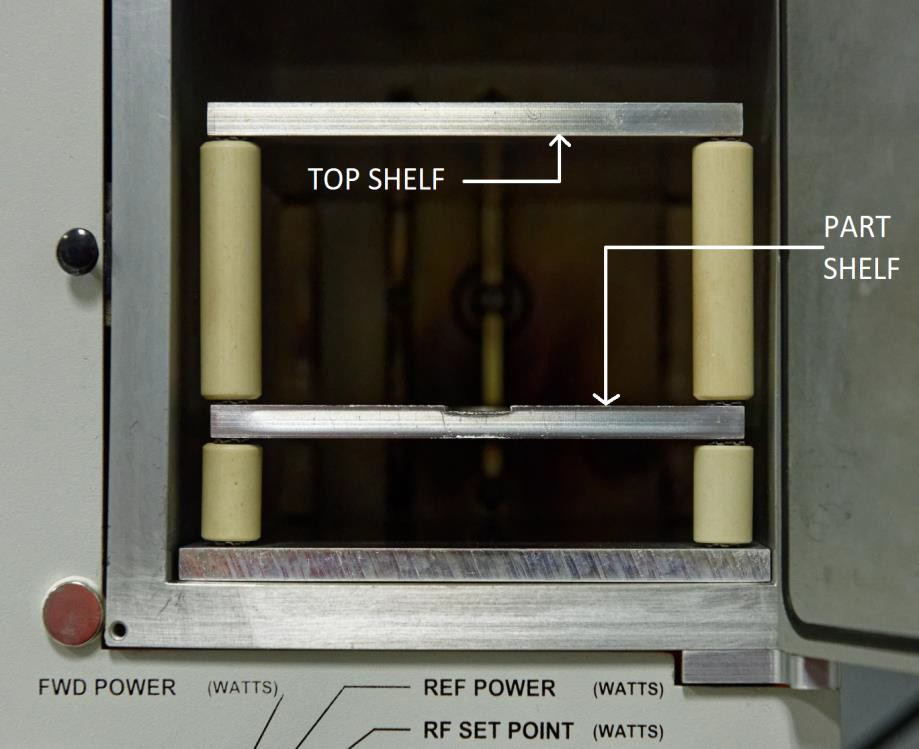 TOP SHELF
PART
SHELF
FWD POWER (WATTS)
REF POWER (WATTS)
RF SET POINT (WATTS)